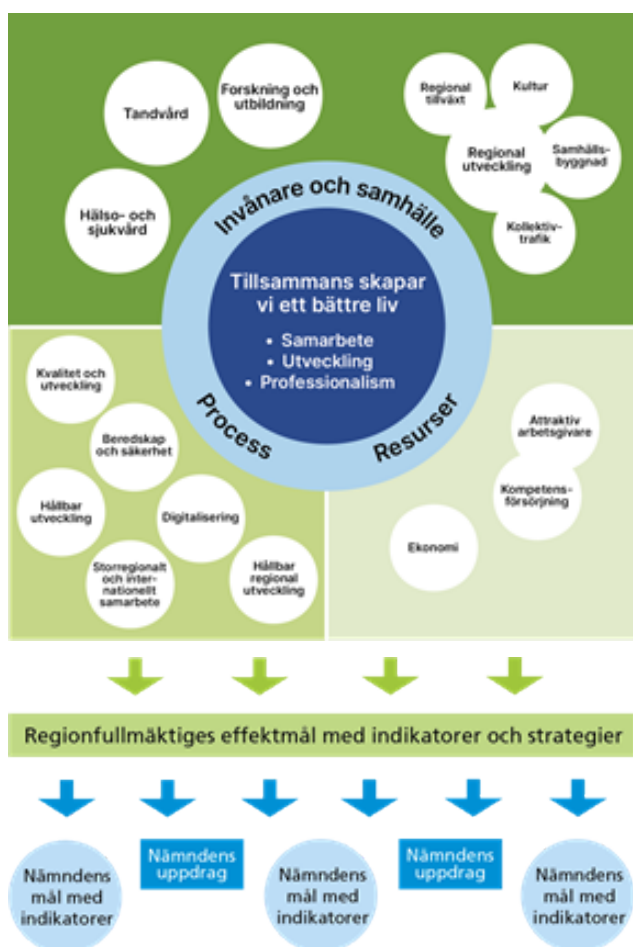 Tandvård
Forskning och
utbildning
Hälso- och
sjukvård
Regional
tillväxt
Kultur
Regional
utveckling
Samhälls-
byggnad
Kollektiv-
trafik
Invånare och samhälle
Tillsammans skapar
vi ett bättre liv
• Samarbete
• Utveckling
• Professionalism
Process
Resurser
Kvalitet och
utveckling
Beredskap
och säkerhet
Hållbar
utveckling
Digitalisering
Storregionalt
och inter-
nationellt
samarbete
Hållbar
regional
utveckling
Attraktiv
arbetsgivare
Kompetens-
försörjning
Ekonomi
Regionfullmäktiges effektmål med indikatorer och strategier
Nämndens
mål med
indikatorer
Nämndens
uppdrag
Nämndens
mål med
indikatorer
Nämndens
uppdrag
Nämndens
mål med
indikatorer